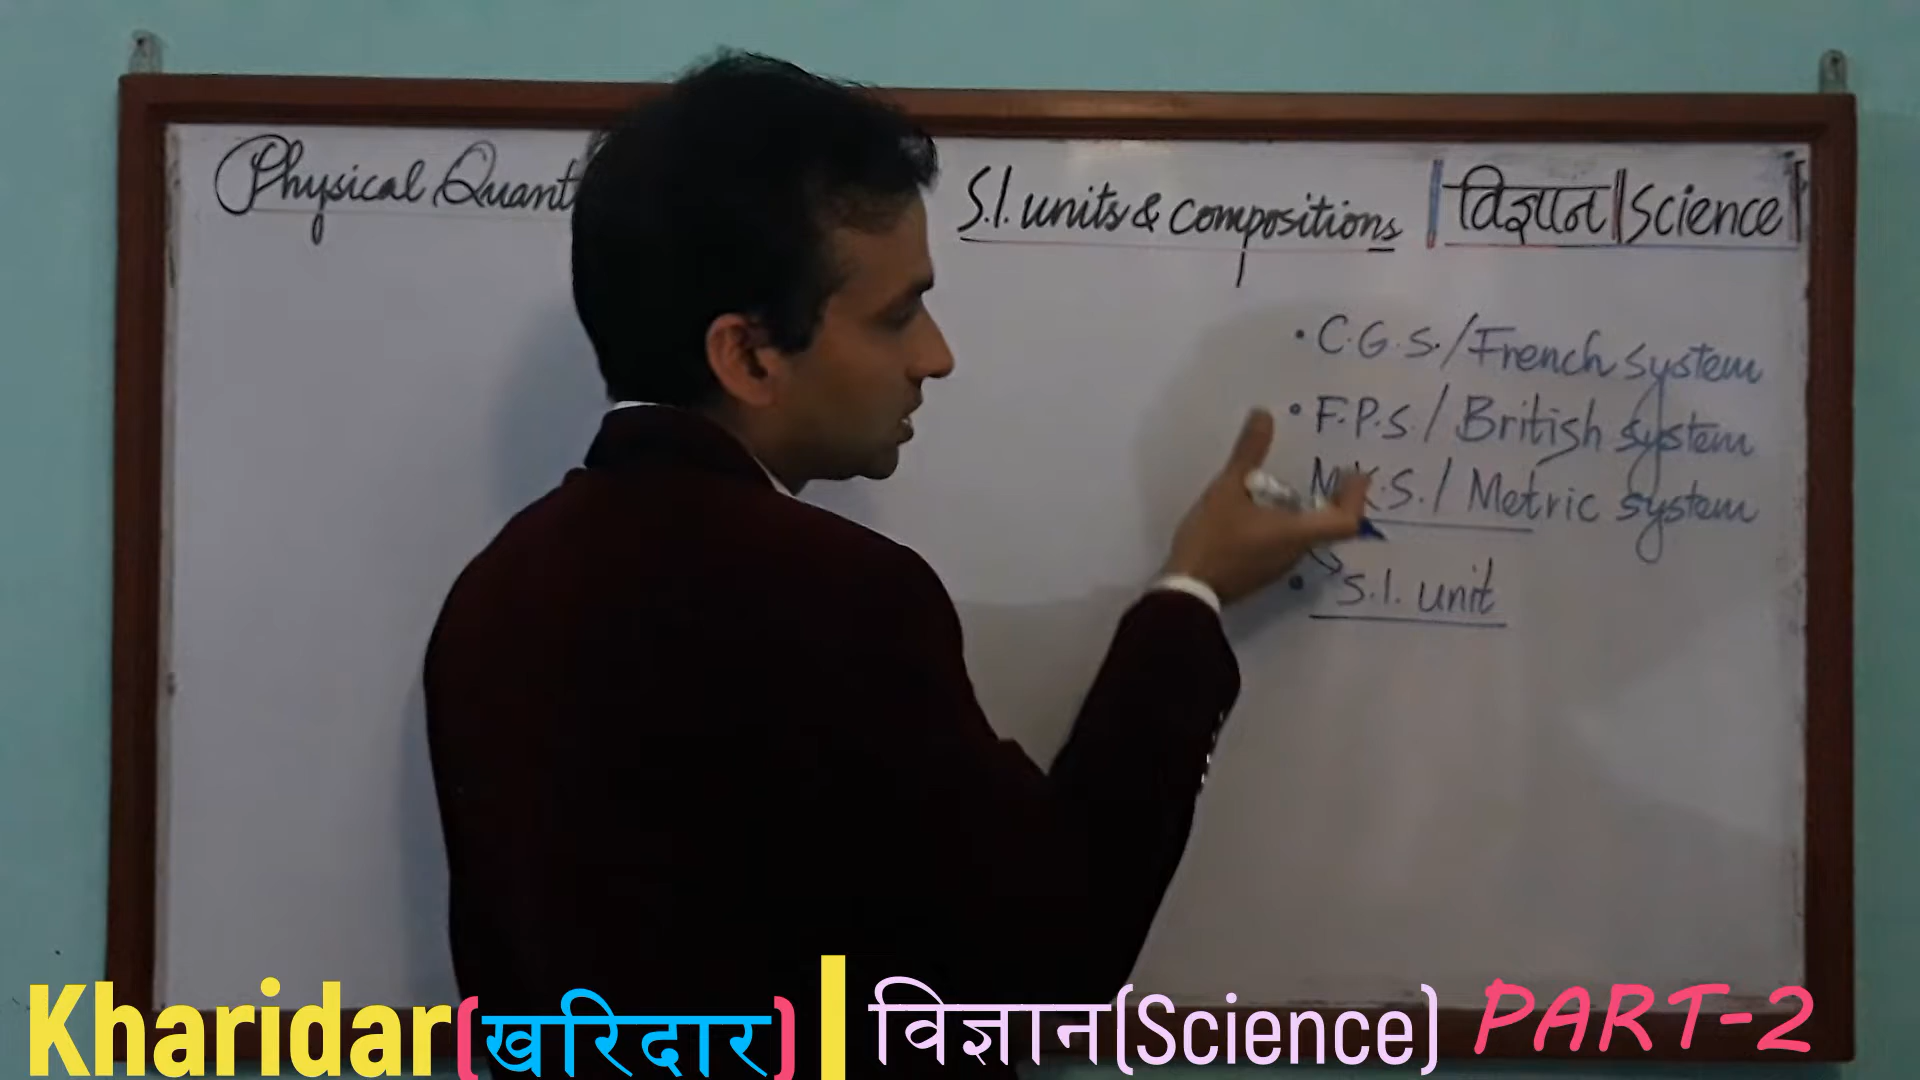 Physical Quant
S.I. units & compositions
विज्ञान | Science
• C.G.S. / French system
• F.P.S / British system
M.K.S. / Metric system
• S.I. unit
Kharidar(खरिदार) | विज्ञान(Science) PART-2